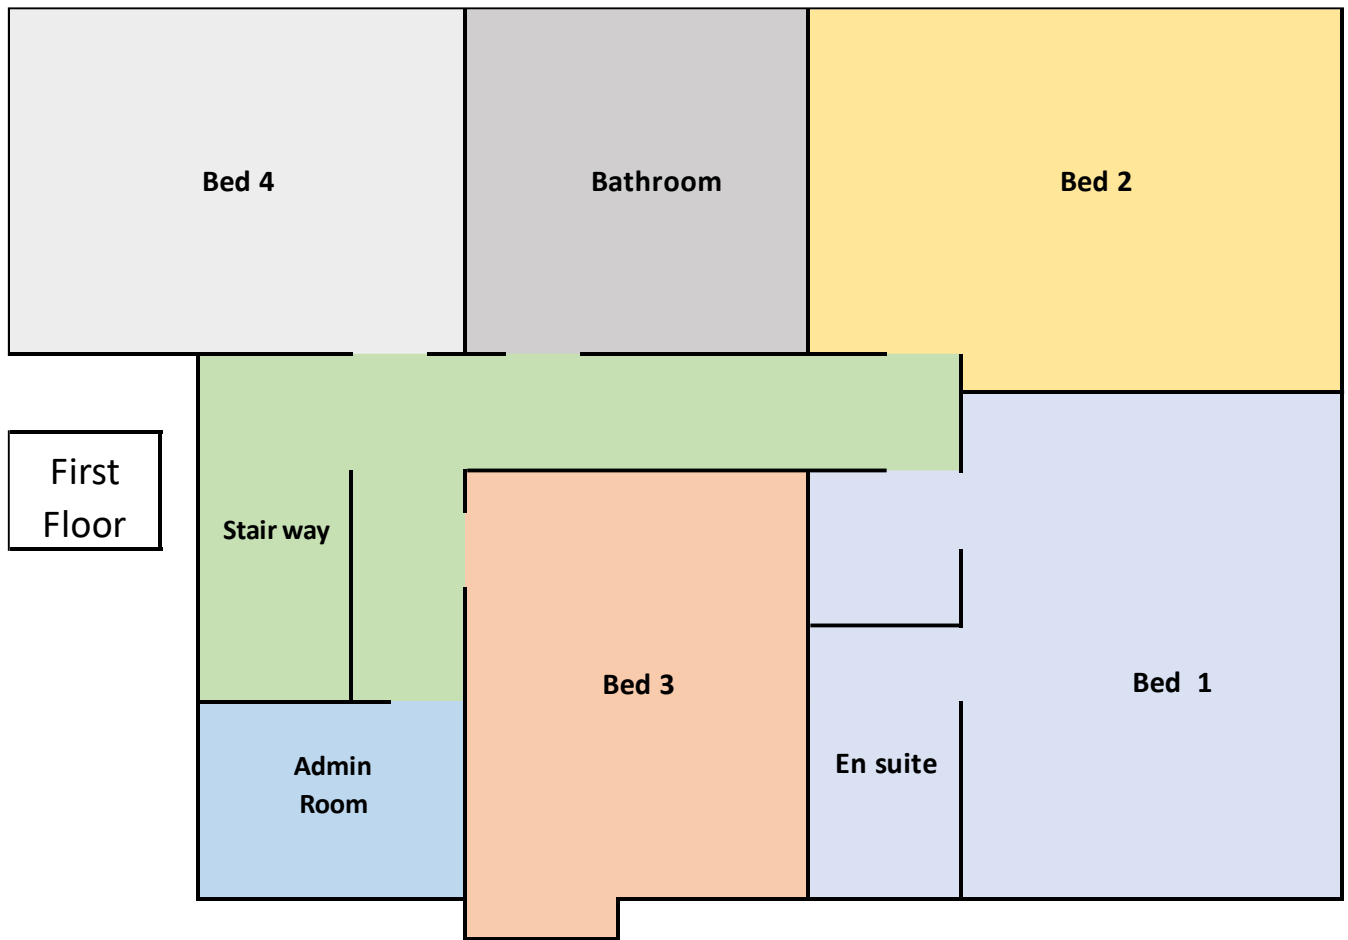 Bed 4
Bathroom
Bed 2
First
Floor
Stair way
Bed 3
Bed 1
Admin
Room
En suite